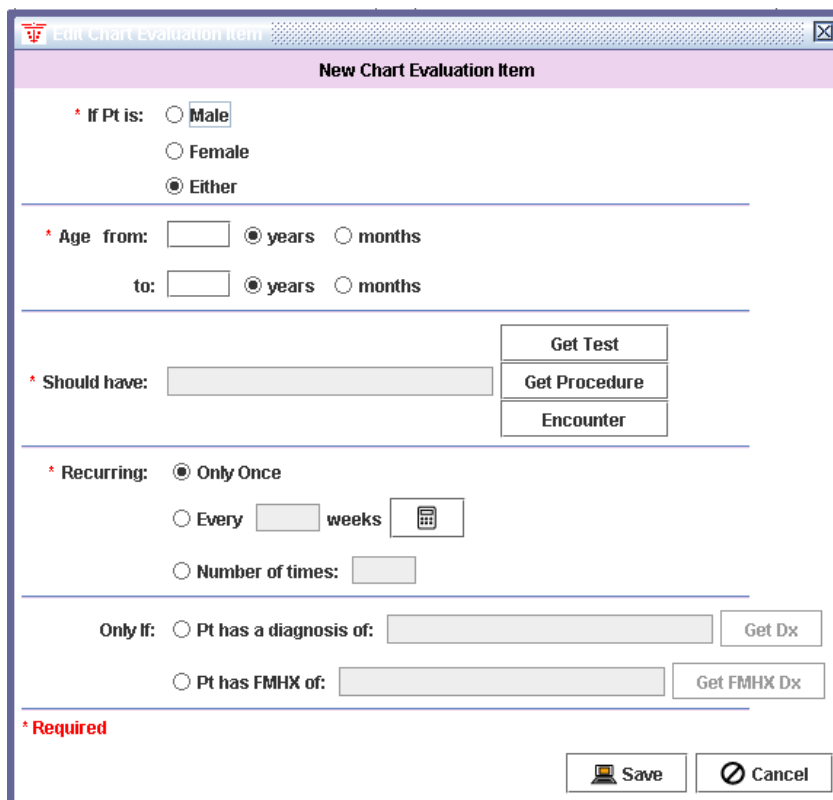 Edit Chart Evaluation Item
New Chart Evaluation Item
* If Pt is: Male
Female
Either
* Age from: years months
to: years months
Get Test
* Should have: Get Procedure
Encounter
* Recurring: Only Once
Every weeks
Number of times:
Only If: Pt has a diagnosis of: Get Dx
Pt has FMHX of: Get FMHX Dx
* Required
Save Cancel